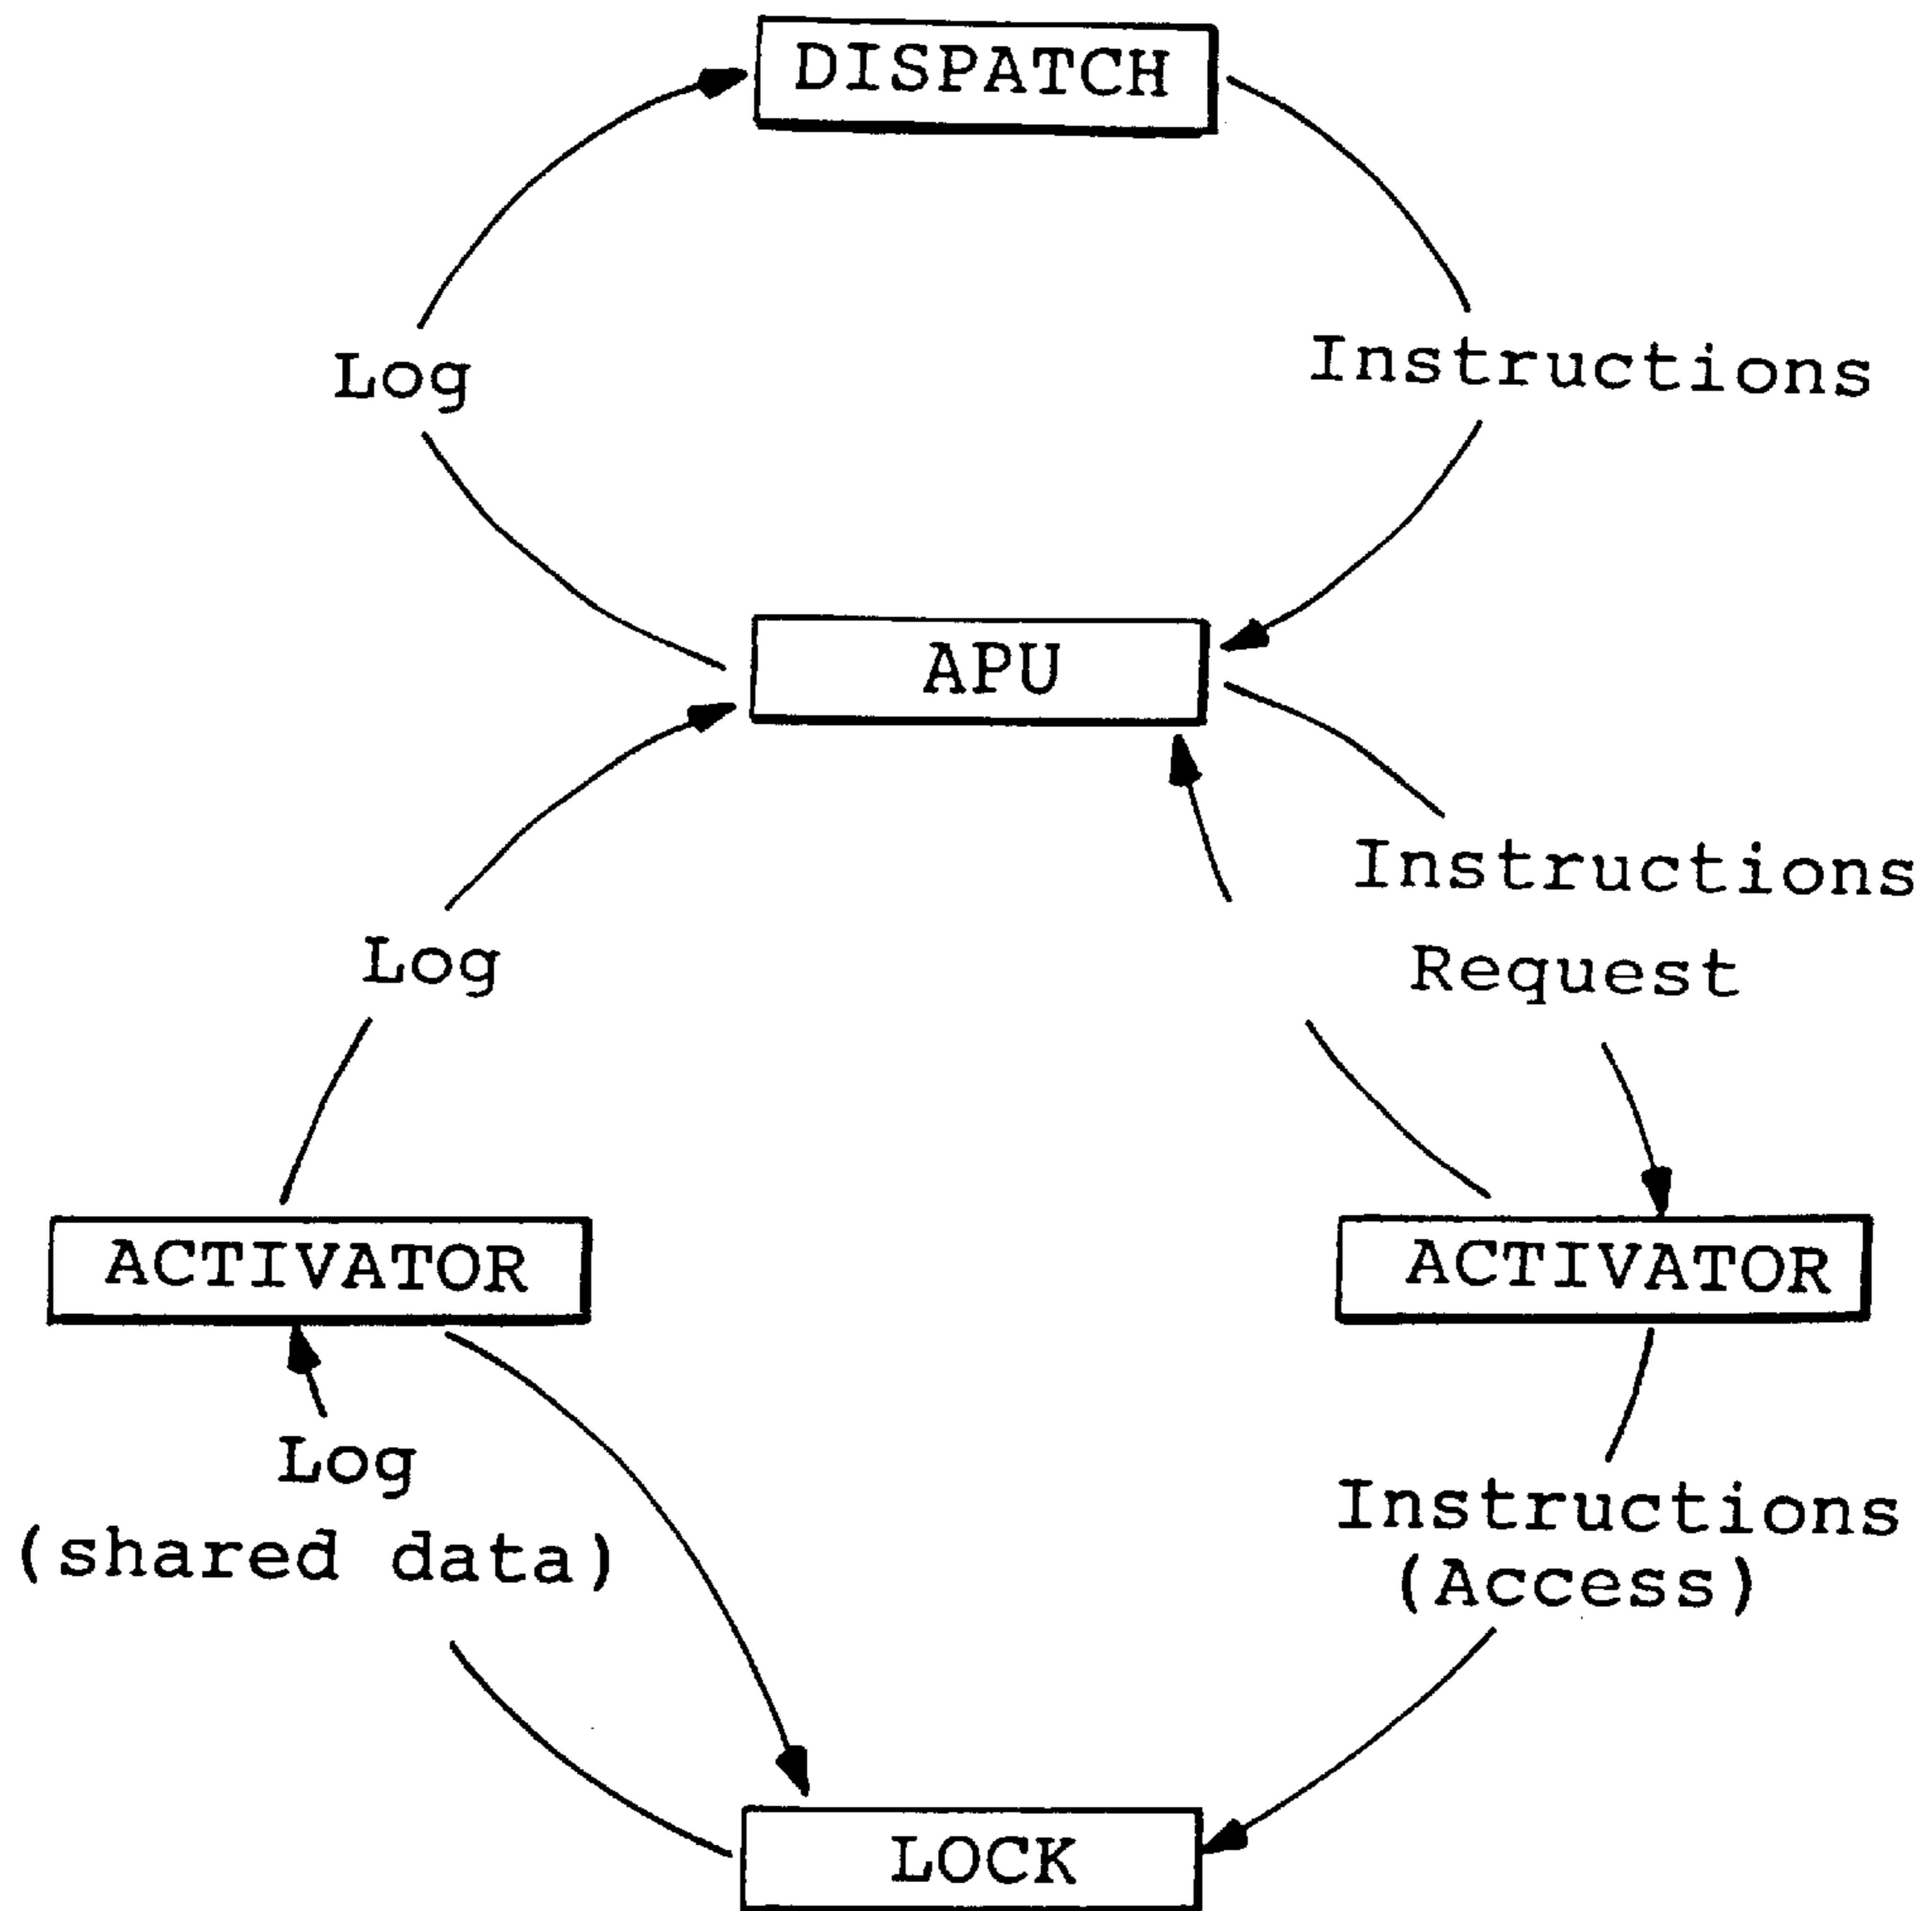 DISPATCH
Log
Instructions
APU
Instructions
Log
Request
ACTIVATOR
ACTIVATOR
Log
(shared data)
Instructions
(Access)
LOCK